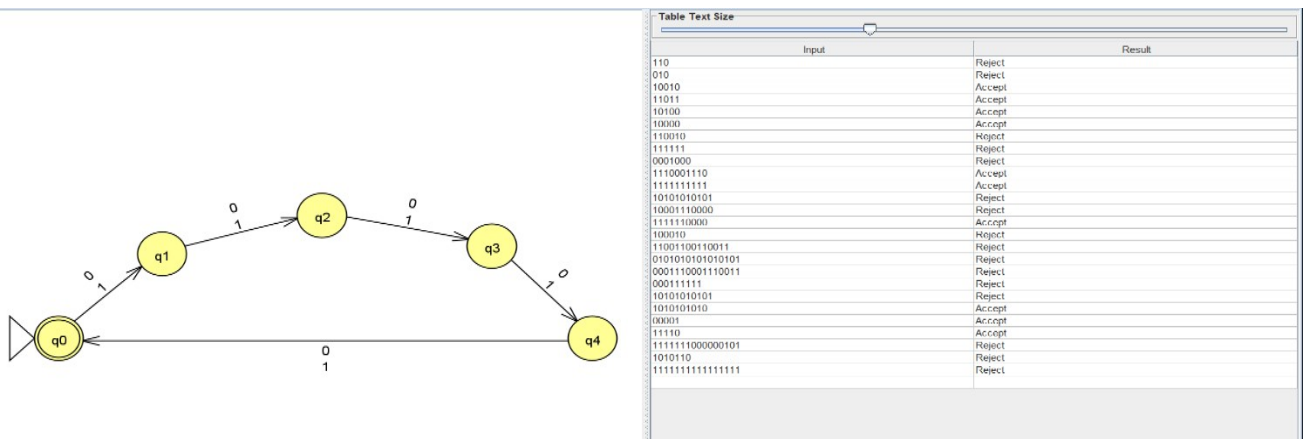 Table Text Size
Input Result
110 Reject
010 Reject
10010 Accept
11011 Accept
10100 Accept
10000 Accept
110010 Reject
111111 Reject
0001000 Reject
1110001110 Accept
1111111111 Accept
10101010101 Reject
10001110000 Reject
1111110000 Accept
100010 Reject
11001100110011 Reject
0101010101010101 Reject
0001110001110011 Reject
000111111 Reject
10101010101 Reject
1010101010 Accept
00001 Accept
11110 Accept
1111111000000101 Reject
1010110 Reject
1111111111111111 Reject
0
1
0
1
0
1
0
1
0
1
q0
q1
q2
q3
q4